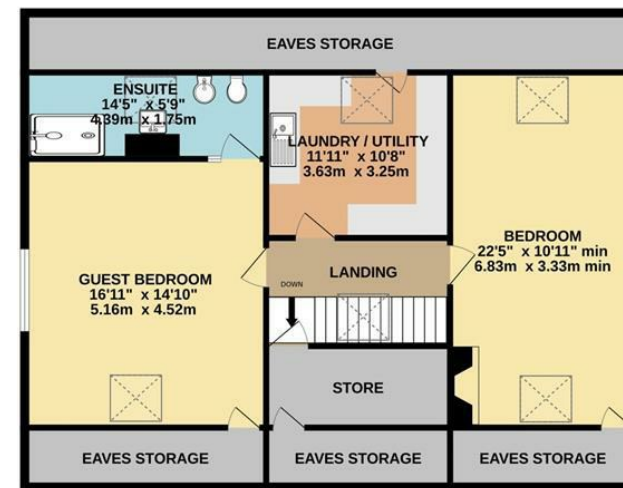 EAVES STORAGE
ENSUITE
14'5" x 5'9"
4.39m x 1.75m
LAUNDRY / UTILITY
11'11" x 10'8"
3.63m x 3.25m
BEDROOM
22'5" x 10'11" min
6.83m x 3.33m min
GUEST BEDROOM
16'11" x 14'10"
5.16m x 4.52m
LANDING
DOWN
STORE
EAVES STORAGE
EAVES STORAGE
EAVES STORAGE